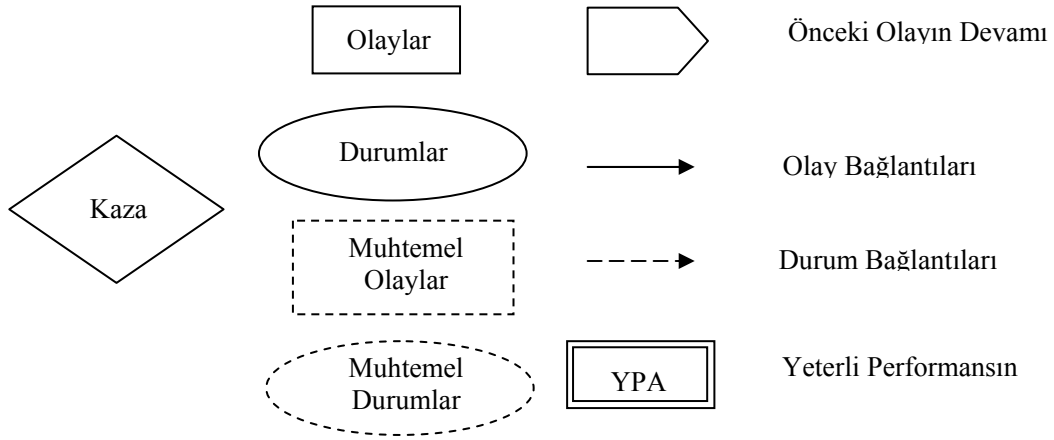 Olaylar
Önceki Olayın Devamı
Durumlar
Olay Bağlantıları
Kaza
Muhtemel
Olaylar
Durum Bağlantıları
Muhtemel
Durumlar
YPA
Yeterli Performansın